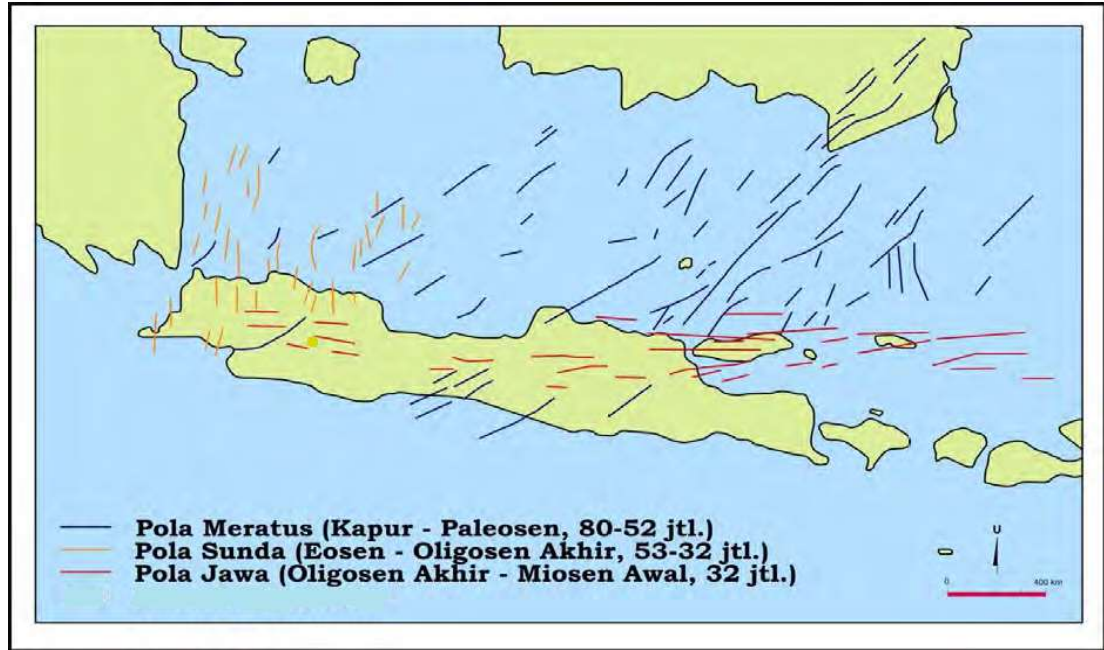 Pola Meratus (Kapur - Paleosen, 80-52 jtl.)
Pola Sunda (Eosen - Oligosen Akhir, 53-32 jtl.)
Pola Jawa (Oligosen Akhir - Miosen Awal, 32 jtl.)
U
0 400 km